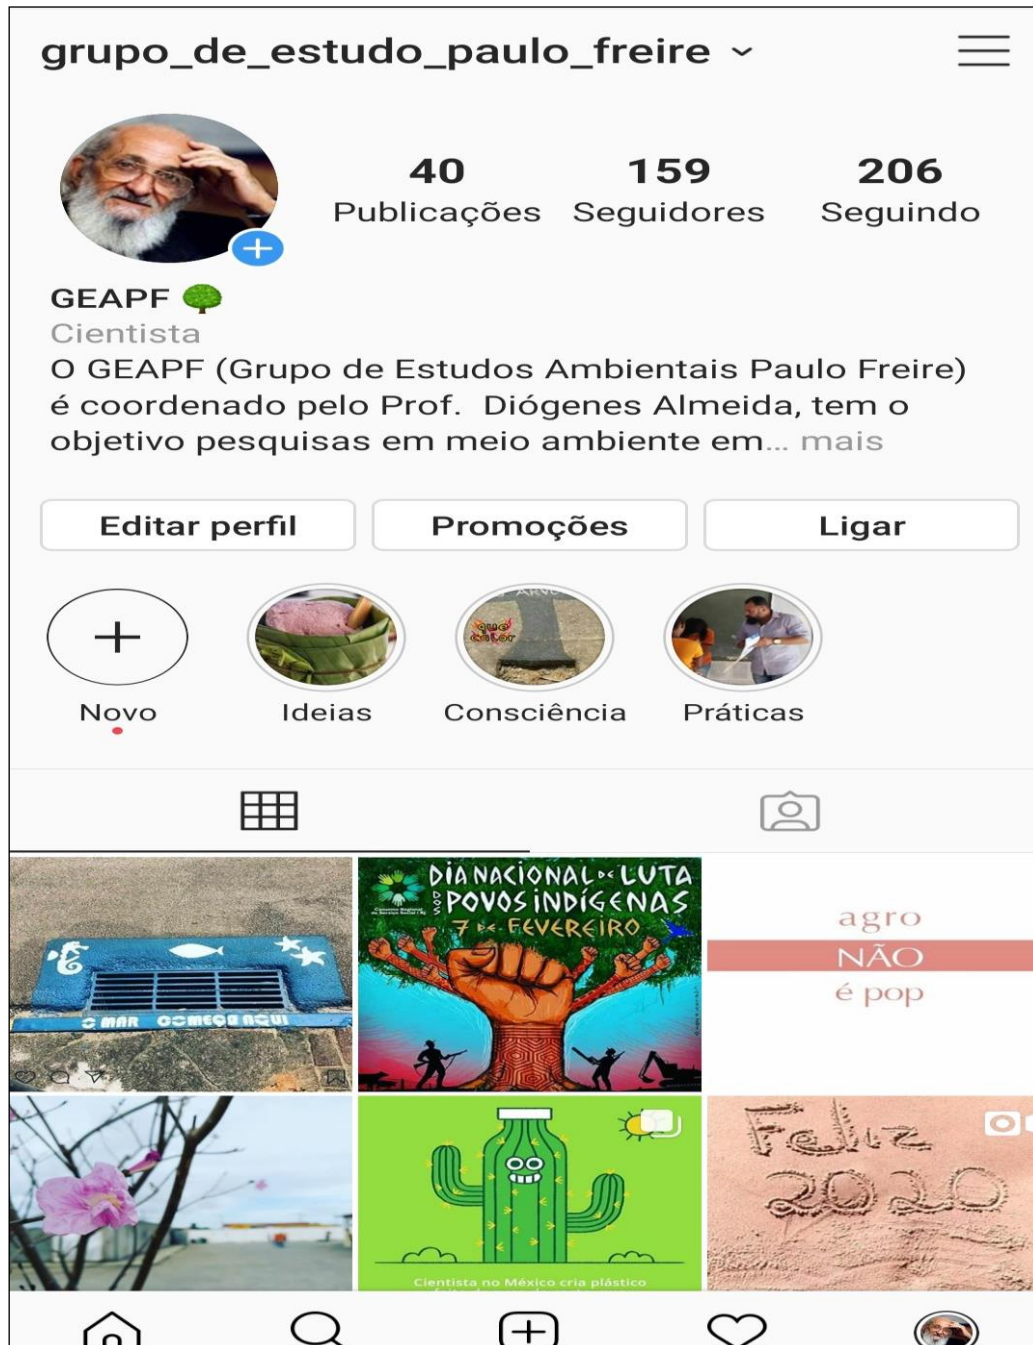 grupo_de_estudo_paulo_freire
40 159 206
Publicações Seguidores Seguindo
GEAPF
Cientista
O GEAPF (Grupo de Estudos Ambientais Paulo Freire)
é coordenado pelo Prof. Diógenes Almeida, tem o
objetivo pesquisas em meio ambiente em... mais
Editar perfil Promoções Ligar
que
calor
Novo Ideias Consciência Práticas
O MAR COMEÇA AQUI
DIA NACIONAL DE LUTA
DOS POVOS INDÍGENAS
7 DE FEVEREIRO
agro
NÃO
é pop
Feliz
2020
Cientista no México cria plástico